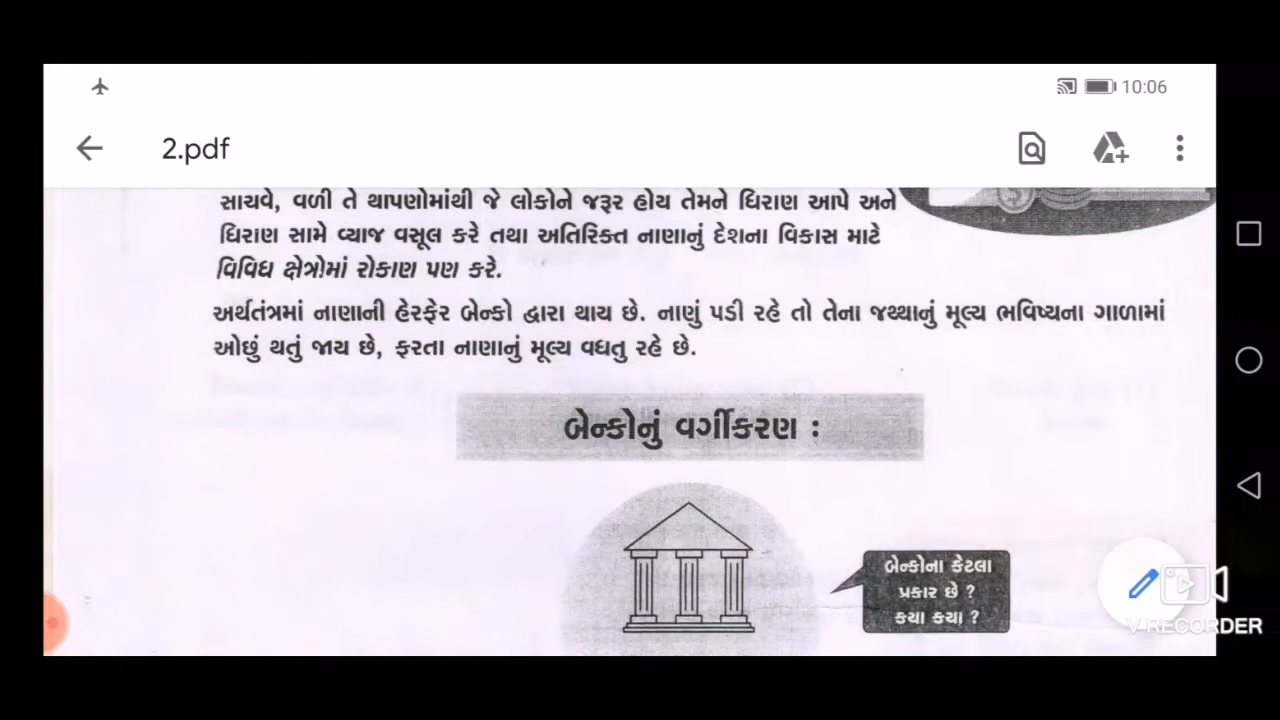 10:06
2.pdf
સાચવે, વળી તે થાપણોમાંથી જે લોકોને જરૂર હોય તેમને ધિરાણ આપે અને
ધિરાણ સામે વ્યાજ વસૂલ કરે તથા અતિરિક્ત નાણાનું દેશના વિકાસ માટે
વિવિધ ક્ષેત્રોમાં રોકાણ પણ કરે.
અર્થતંત્રમાં નાણાની હેરફેર બેન્કો દ્વારા થાય છે. નાણું પડી રહે તો તેના જથ્થાનું મૂલ્ય ભવિષ્યના ગાળામાં
ઓછું થતું જાય છે, ફરતા નાણાનું મૂલ્ય વધતુ રહે છે.
બેન્કોનું વર્ગીકરણ :
બેન્કોના કેટલા
પ્રકાર છે ?
કયા કયા ?
V RECORDER